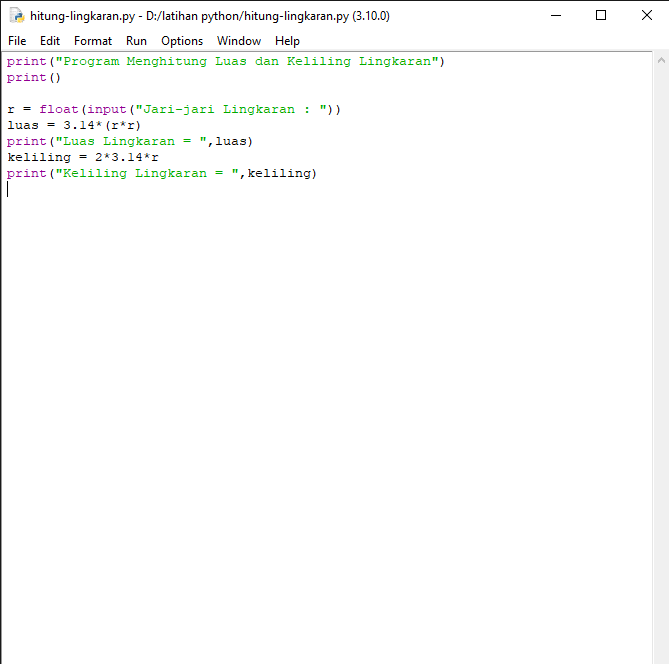 hitung-lingkaran.py - D:/latihan python/hitung-lingkaran.py (3.10.0)
File Edit Format Run Options Window Help
print("Program Menghitung Luas dan Keliling Lingkaran")
print()
r = float(input("Jari-jari Lingkaran : "))
luas = 3.14*(r*r)
print("Luas Lingkaran = ",luas)
keliling = 2*3.14*r
print("Keliling Lingkaran = ",keliling)